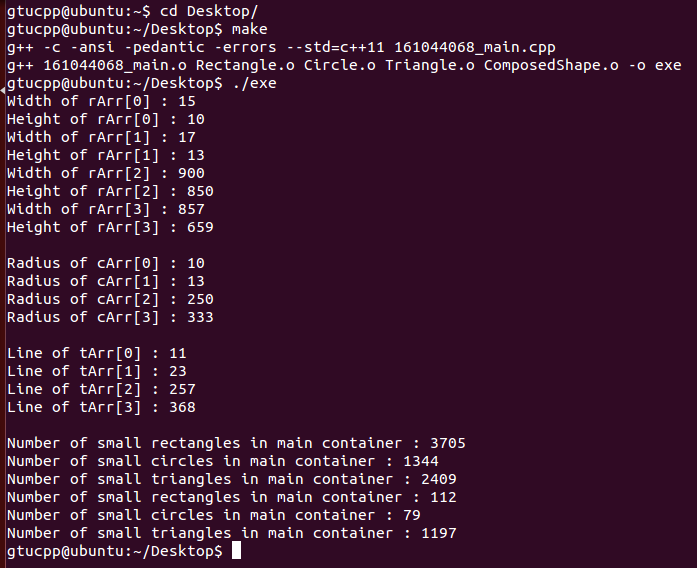 gtucpp@ubuntu:~$ cd Desktop/
gtucpp@ubuntu:~/Desktop$ make
g++ -c -ansi -pedantic -errors --std=c++11 161044068_main.cpp
g++ 161044068_main.o Rectangle.o Circle.o Triangle.o ComposedShape.o -o exe
gtucpp@ubuntu:~/Desktop$ ./exe
Width of rArr[0] : 15
Height of rArr[0] : 10
Width of rArr[1] : 17
Height of rArr[1] : 13
Width of rArr[2] : 900
Height of rArr[2] : 850
Width of rArr[3] : 857
Height of rArr[3] : 659
Radius of cArr[0] : 10
Radius of cArr[1] : 13
Radius of cArr[2] : 250
Radius of cArr[3] : 333
Line of tArr[0] : 11
Line of tArr[1] : 23
Line of tArr[2] : 257
Line of tArr[3] : 368
Number of small rectangles in main container : 3705
Number of small circles in main container : 1344
Number of small triangles in main container : 2409
Number of small rectangles in main container : 112
Number of small circles in main container : 79
Number of small triangles in main container : 1197
gtucpp@ubuntu:~/Desktop$